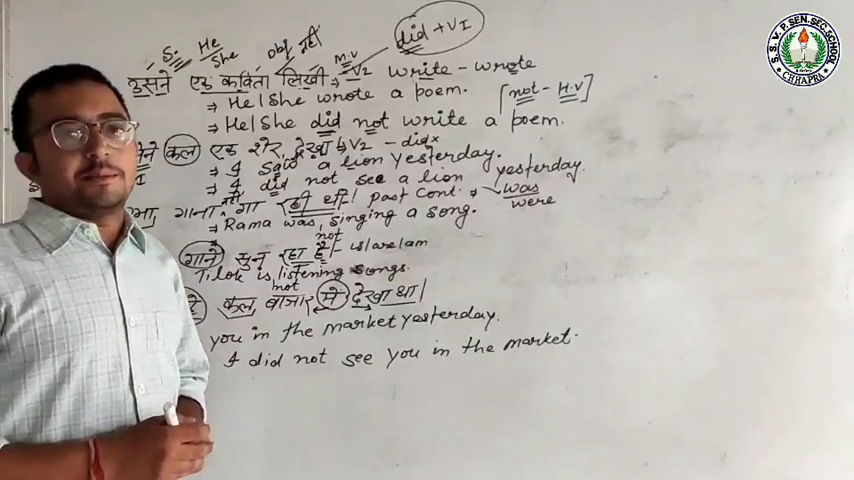 did + V1
S. He
She
obj नहीं
M.V
उसने एक कविता लिखी → V2 write - wrote
⇒ He/She wrote a poem. [not - H.V]
⇒ He/She did not write a poem.
कल एक शेर देखा V2 - did×
⇒ I saw a lion yesterday.
⇒ I did not see a lion yesterday.
गाना नहीं गा रही थी। past Cont. ⇒ was
were
⇒ Rama was singing a song.
not
गाने सुन रहा है - is/are/am
Tilok is listening songs.
not
कल बाजार में देखा था।
you in the market yesterday.
I did not see you in the market.
S.S.V.P. SEN. SEC. SCHOOL
CHHAPRA